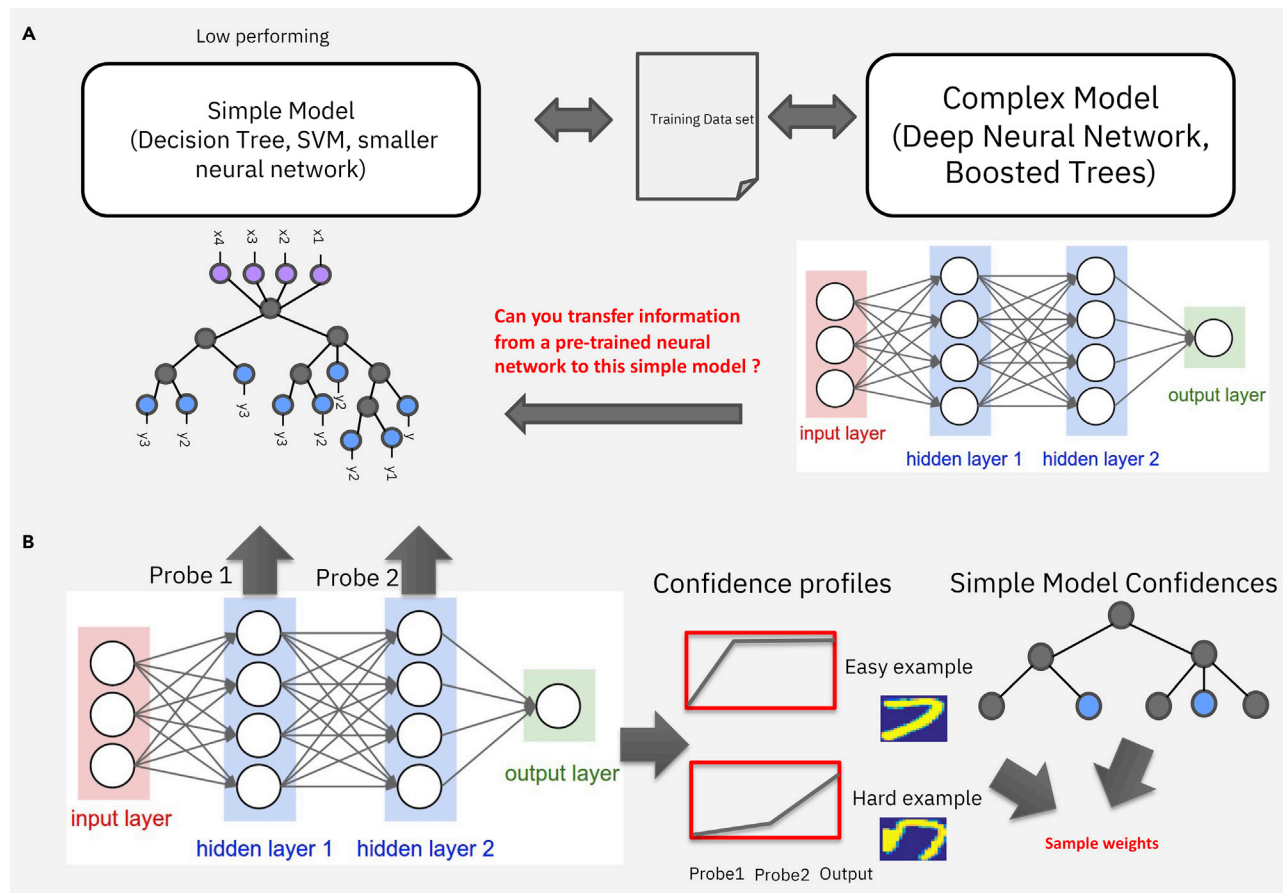 A
Low performing
Simple Model
(Decision Tree, SVM, smaller
neural network)
Training Data set
Complex Model
(Deep Neural Network,
Boosted Trees)
x4
x3
x2
x1
y3
y2
y3
y3
y2
y2
y2
y1
y
Can you transfer information
from a pre-trained neural
network to this simple model ?
input layer
hidden layer 1
hidden layer 2
output layer
B
Probe 1
Probe 2
input layer
hidden layer 1
hidden layer 2
output layer
Confidence profiles
Easy example
Hard example
Probe1 Probe2 Output
Simple Model Confidences
Sample weights